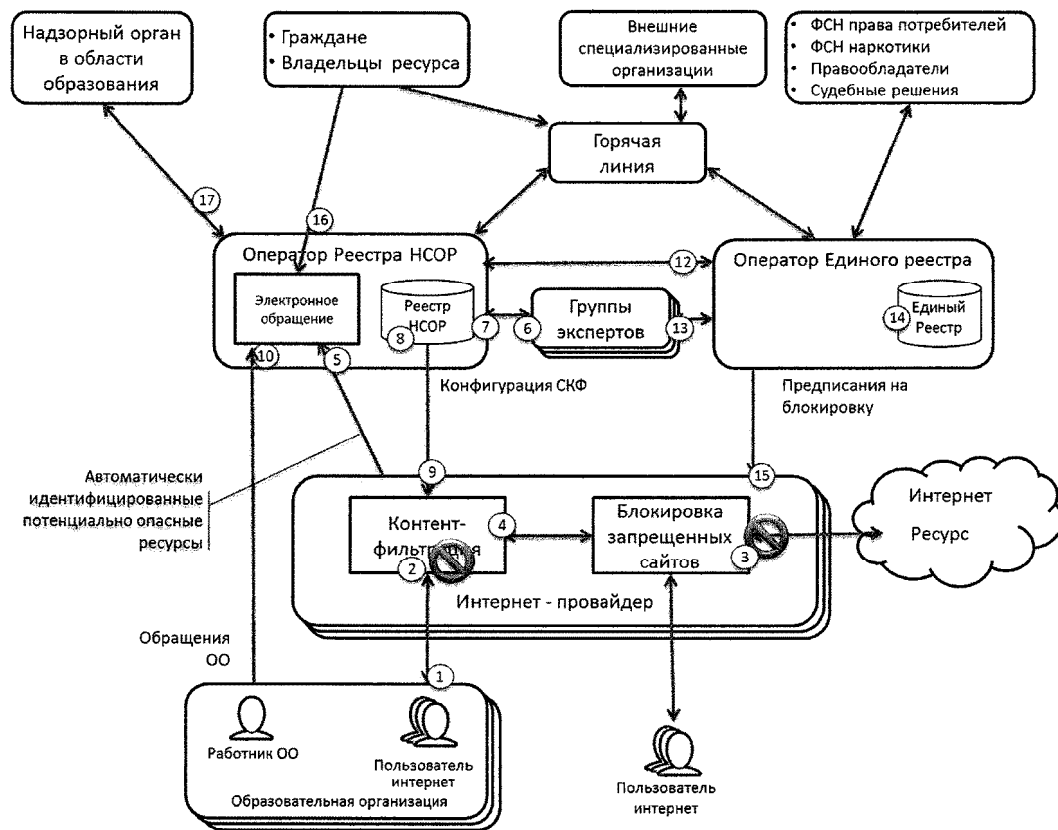 Надзорный орган
в области
образования
• Граждане
• Владельцы ресурса
Внешние
специализированные
организации
• ФСН права потребителей
• ФСН наркотики
• Правообладатели
• Судебные решения
Горячая
линия
17
16
Оператор Реестра НСОР
12
Оператор Единого реестра
Электронное
обращение
Реестр
НСОР
8
7
6
Группы
экспертов
13
14
Единый
Реестр
10
5
Конфигурация СКФ
Предписания на
блокировку
Автоматически
идентифицированные
потенциально опасные
ресурсы
9
15
Контент-
фильтрация
2
4
Блокировка
запрещенных
сайтов
3
Интернет
Ресурс
Интернет - провайдер
Обращения
ОО
1
Работник ОО
Пользователь
интернет
Образовательная организация
Пользователь
интернет